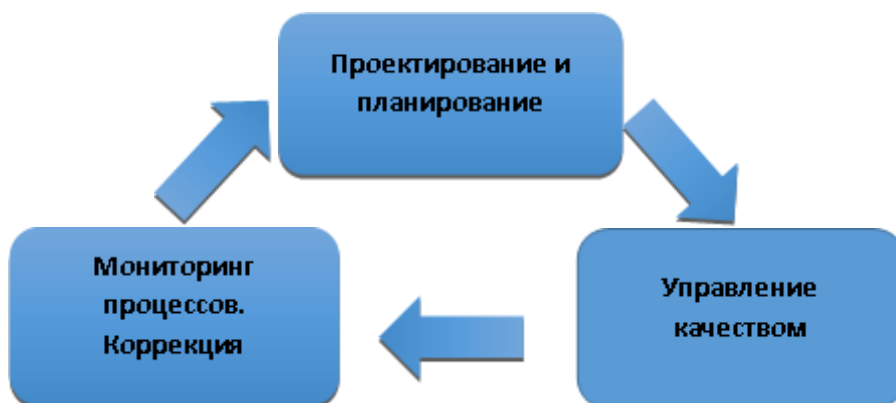 Проектирование и
планирование
Мониторинг
процессов.
Коррекция
Управление
качеством